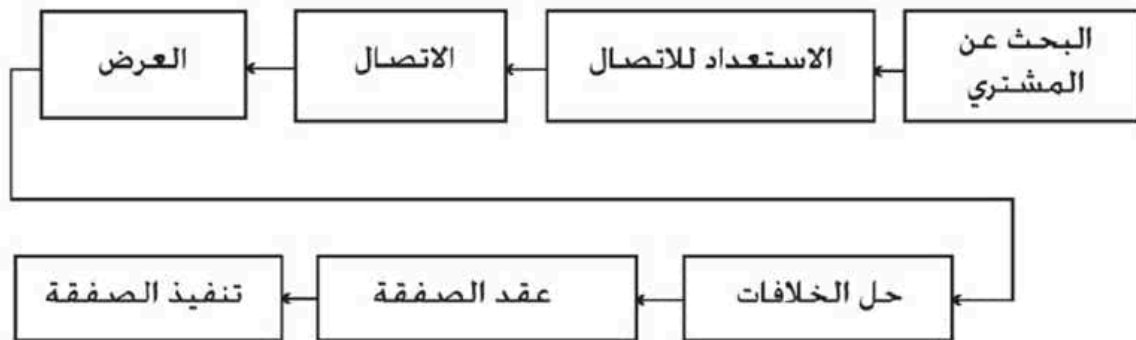 البحث عن
المشتري
الاستعداد للاتصال
الاتصال
العرض
حل الخلافات
عقد الصفقة
تنفيذ الصفقة